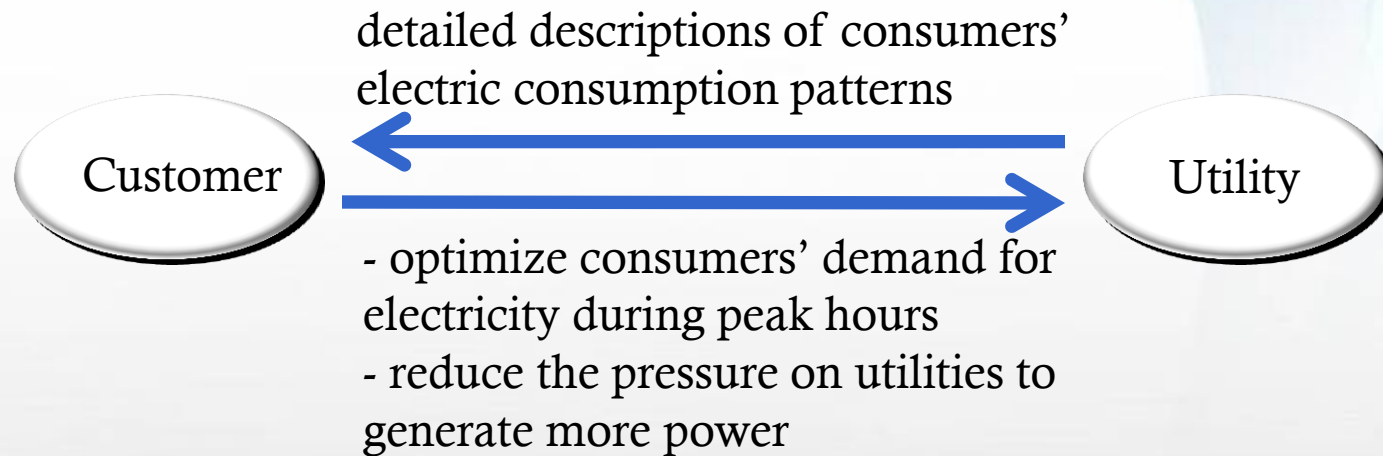 detailed descriptions of consumers’
electric consumption patterns
Customer
Utility
- optimize consumers’ demand for
electricity during peak hours
- reduce the pressure on utilities to
generate more power